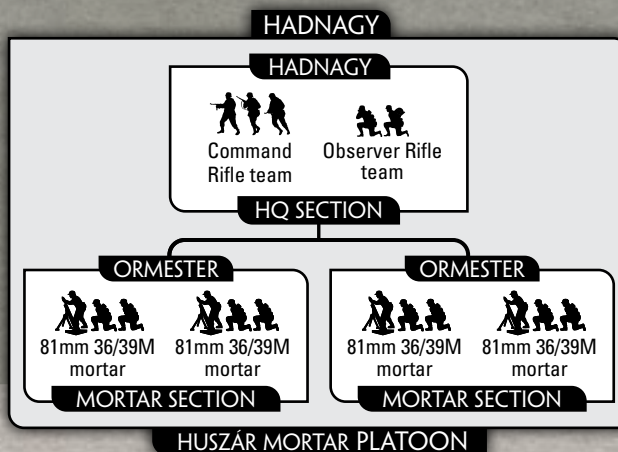 HADNAGY
HADNAGY
Command
Rifle team
Observer Rifle
team
HQ SECTION
ORMESTER
81mm 36/39M
mortar
81mm 36/39M
mortar
MORTAR SECTION
ORMESTER
81mm 36/39M
mortar
81mm 36/39M
mortar
MORTAR SECTION
HUSZÁR MORTAR PLATOON